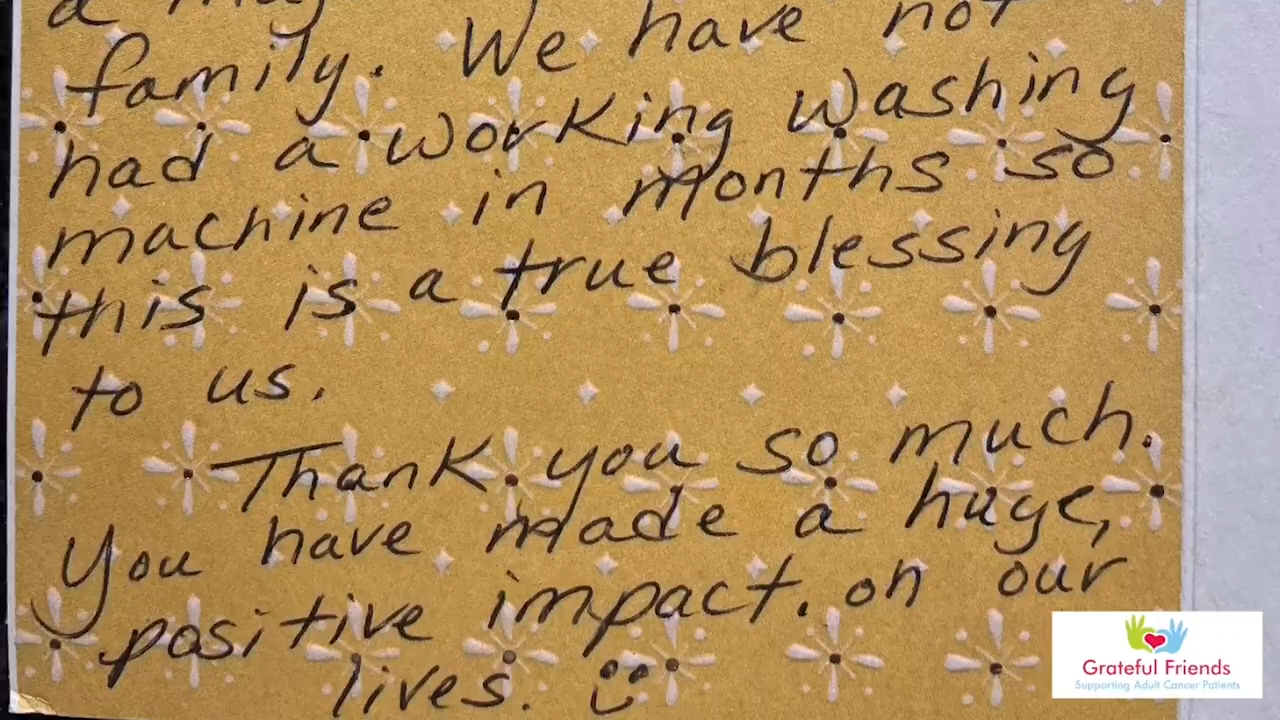 a
family. We have not
had a working washing
machine in months so
this is a true blessing
to us.
Thank you so much.
You have made a huge,
positive impact. on our
lives.
Grateful Friends
Supporting Adult Cancer Patients